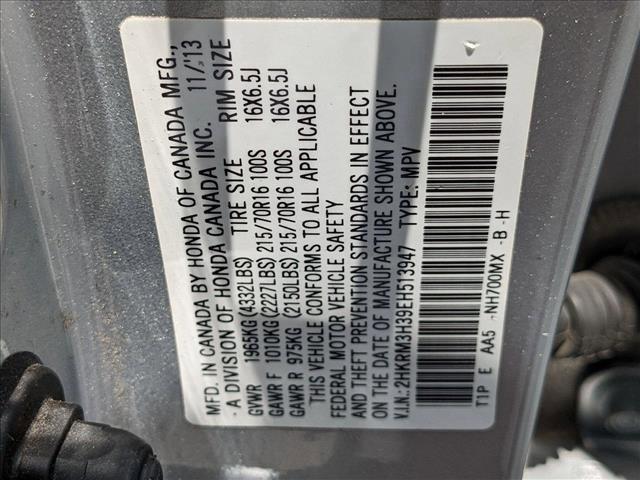 MFD. IN CANADA BY HONDA OF CANADA MFG.,
- A DIVISION OF HONDA CANADA INC. 11/'13
GVWR 1965KG(4332LBS) TIRE SIZE RIM SIZE
GAWR F 1010KG(2227LBS) 215/70R16 100S 16X6.5J
GAWR R 975KG (2150LBS) 215/70R16 100S 16X6.5J
THIS VEHICLE CONFORMS TO ALL APPLICABLE
FEDERAL MOTOR VEHICLE SAFETY
AND THEFT PREVENTION STANDARDS IN EFFECT
ON THE DATE OF MANUFACTURE SHOWN ABOVE.
V.I.N.: 2HKRM3H39EH513947 TYPE: MPV
T1P E AA5 -NH700MX -B -H